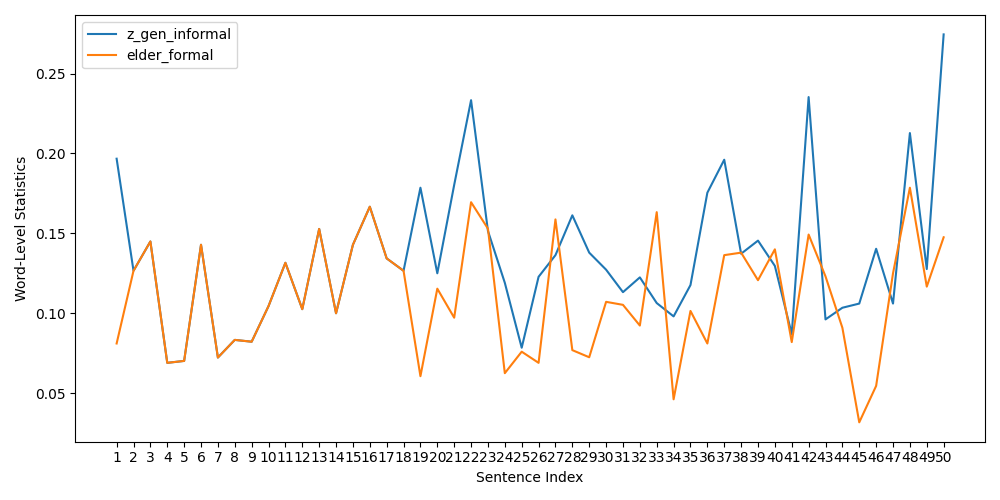 z_gen_informal
elder_formal
0.25
0.20
0.15
0.10
0.05
Word-Level Statistics
1 2 3 4 5 6 7 8 9 10 11 12 13 14 15 16 17 18 19 20 21 22 23 24 25 26 27 28 29 30 31 32 33 34 35 36 37 38 39 40 41 42 43 44 45 46 47 48 49 50
Sentence Index